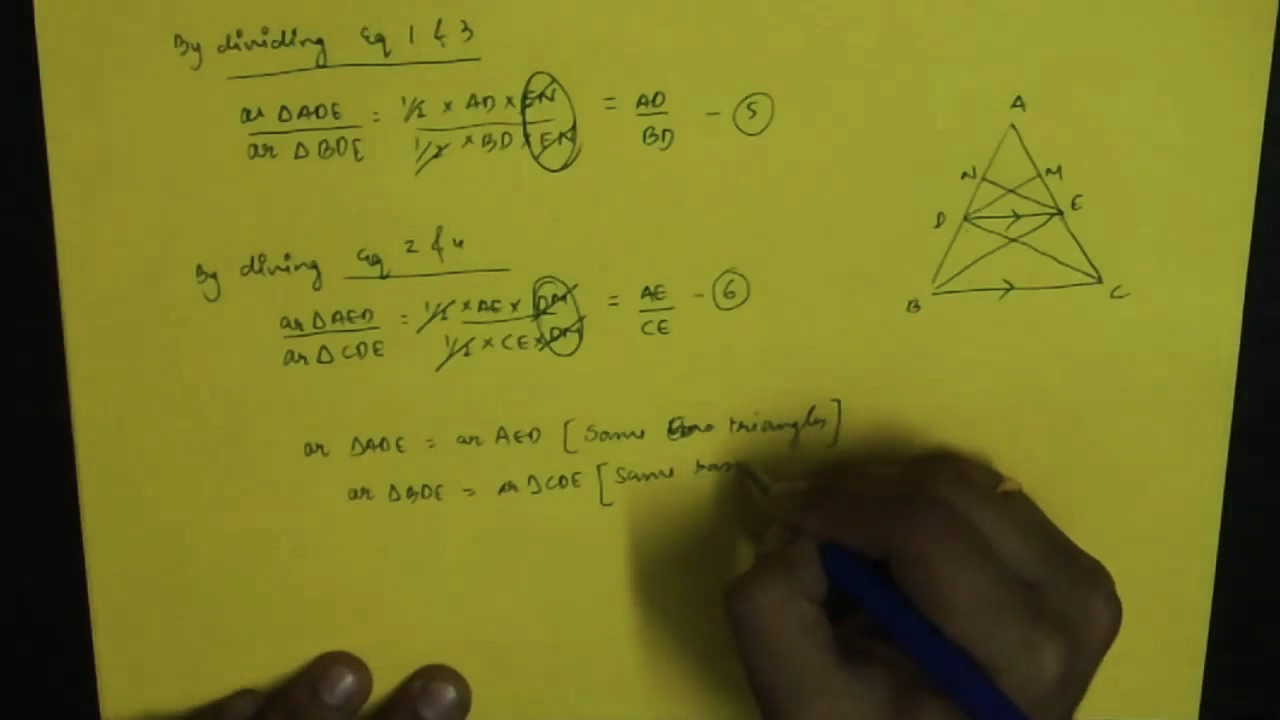 By dividing Eq 1 & 3
ar ΔADE / ar ΔBDE = 1/2 × AD × EN / 1/2 × BD × EN = AD / BD - 5
By diving Eq 2 & 4
ar ΔAED / ar ΔCDE = 1/2 × AE × DM / 1/2 × CE × DM = AE / CE - 6
ar ΔADE = ar AED [Same triangles]
ar ΔBDE = ar ΔCDE [Same bas
A
N M
D E
B C